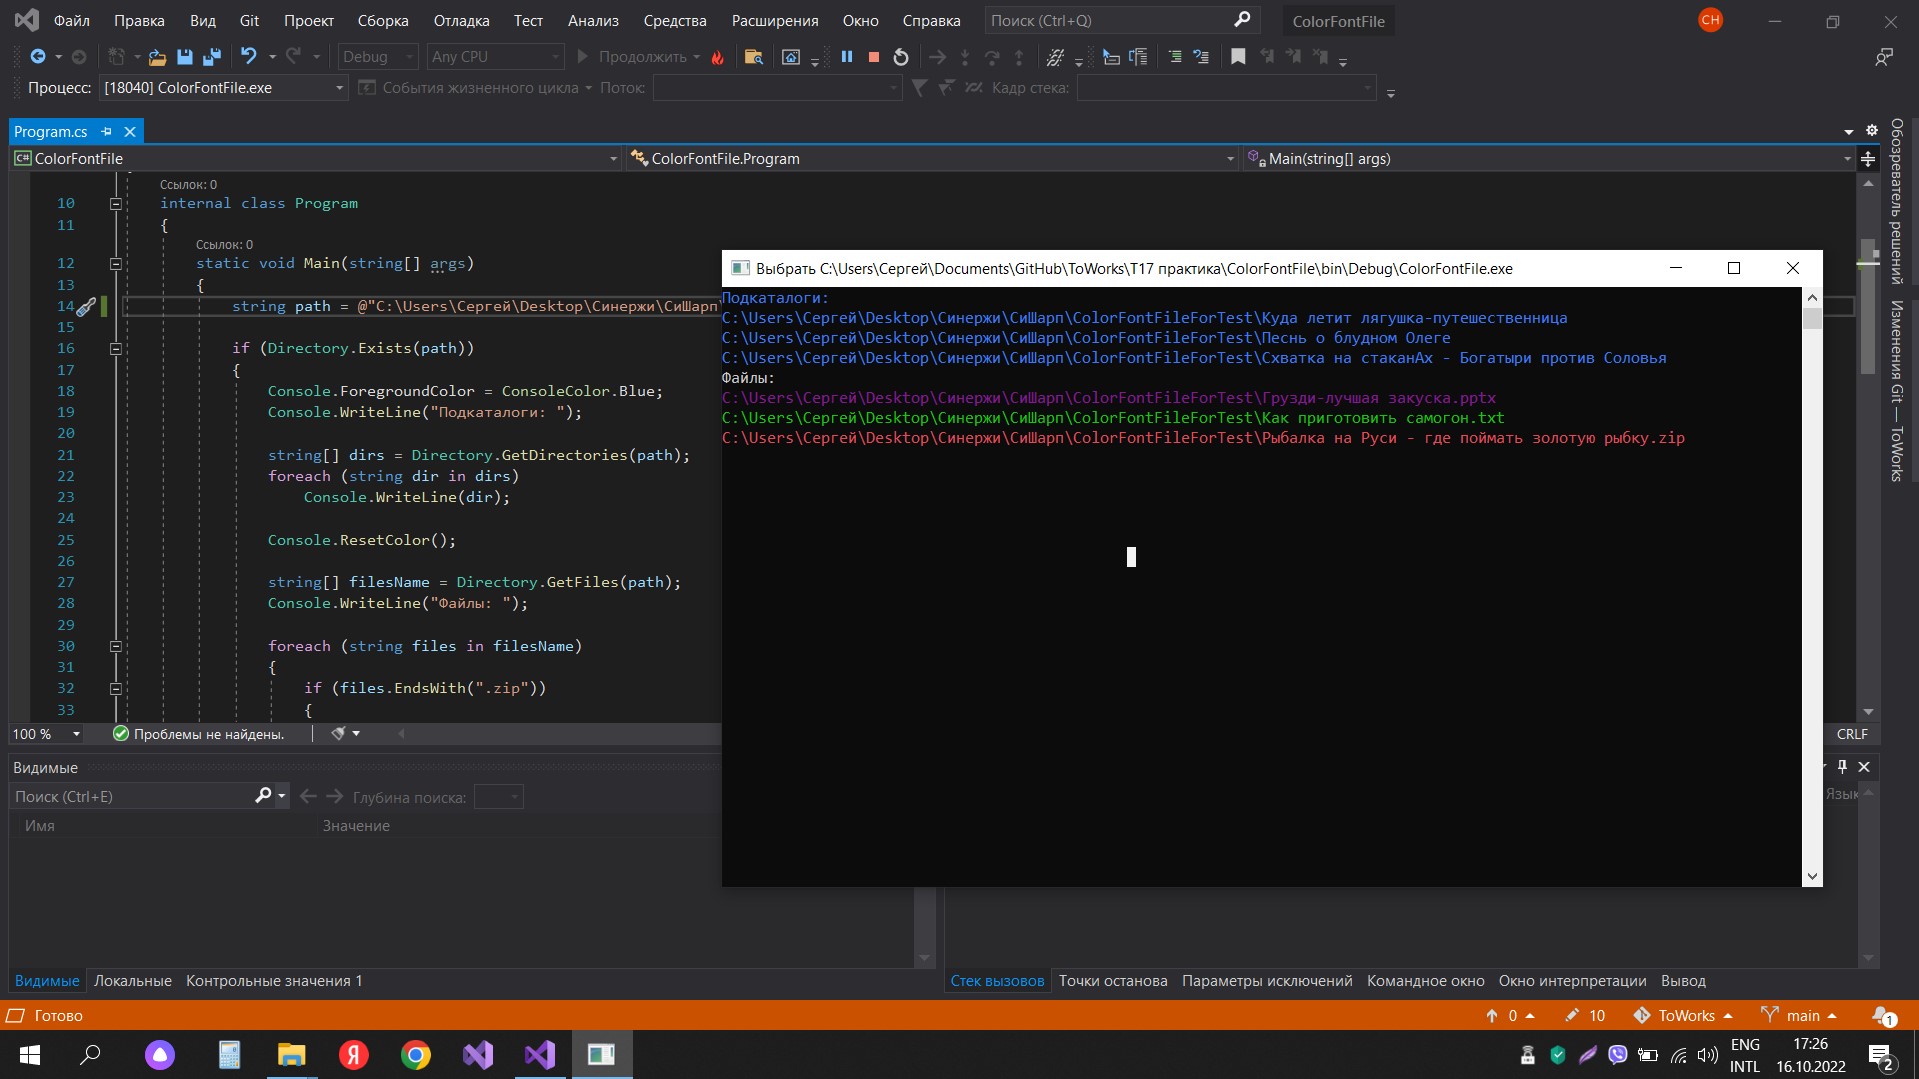 Файл Правка Вид Git Проект Сборка Отладка Тест Анализ Средства Расширения Окно Справка Поиск (Ctrl+Q) ColorFontFile СН
Debug Any CPU Продолжить
Процесс: [18040] ColorFontFile.exe События жизненного цикла Поток: Кадр стека:
Program.cs
ColorFontFile ColorFontFile.Program Main(string[] args)
Обозреватель решений
Изменения Git — ToWorks
Ссылок: 0
10 internal class Program
11 {
Ссылок: 0
12 static void Main(string[] args)
13 {
14 string path = @"C:\Users\Сергей\Desktop\Синержи\СиШарп\
15
16 if (Directory.Exists(path))
17 {
18 Console.ForegroundColor = ConsoleColor.Blue;
19 Console.WriteLine("Подкаталоги: ");
20
21 string[] dirs = Directory.GetDirectories(path);
22 foreach (string dir in dirs)
23 Console.WriteLine(dir);
24
25 Console.ResetColor();
26
27 string[] filesName = Directory.GetFiles(path);
28 Console.WriteLine("Файлы: ");
29
30 foreach (string files in filesName)
31 {
32 if (files.EndsWith(".zip"))
33 {
Выбрать C:\Users\Сергей\Documents\GitHub\ToWorks\T17 практика\ColorFontFile\bin\Debug\ColorFontFile.exe
Подкаталоги:
C:\Users\Сергей\Desktop\Синержи\СиШарп\ColorFontFileForTest\Куда летит лягушка-путешественница
C:\Users\Сергей\Desktop\Синержи\СиШарп\ColorFontFileForTest\Песнь о блудном Олеге
C:\Users\Сергей\Desktop\Синержи\СиШарп\ColorFontFileForTest\Схватка на стаканАх - Богатыри против Соловья
Файлы:
C:\Users\Сергей\Desktop\Синержи\СиШарп\ColorFontFileForTest\Грузди-лучшая закуска.pptx
C:\Users\Сергей\Desktop\Синержи\СиШарп\ColorFontFileForTest\Как приготовить самогон.txt
C:\Users\Сергей\Desktop\Синержи\СиШарп\ColorFontFileForTest\Рыбалка на Руси - где поймать золотую рыбку.zip
100 % Проблемы не найдены. CRLF
Видимые
Поиск (Ctrl+E) Глубина поиска: Язык
Имя Значение
Видимые Локальные Контрольные значения 1 Стек вызовов Точки останова Параметры исключений Командное окно Окно интерпретации Вывод
Готово 0 10 ToWorks main 1
Я ENG 17:26
INTL 16.10.2022 2